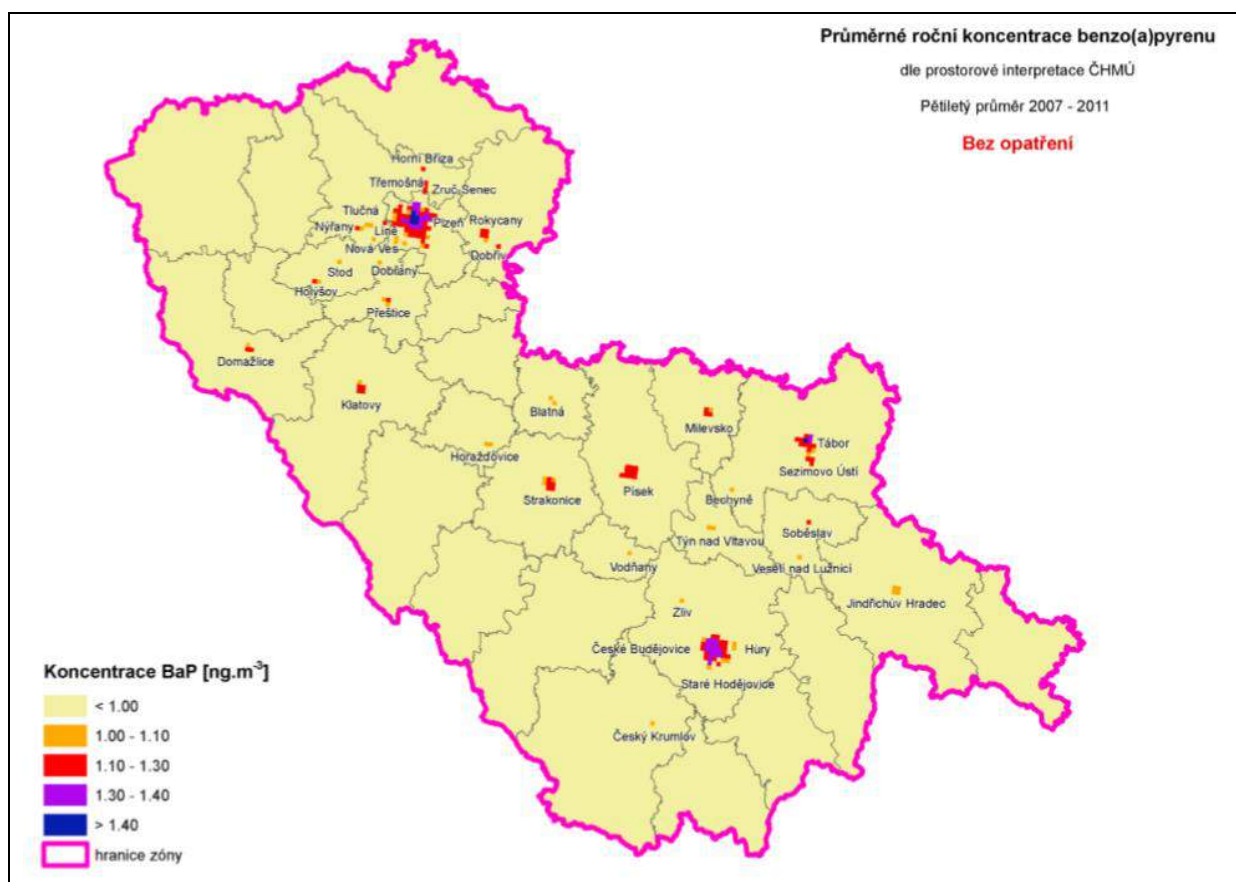 Průměrné roční koncentrace benzo(a)pyrenu
dle prostorové interpretace ČHMÚ
Pětiletý průměr 2007 - 2011
Bez opatření
Horní Bříza
Třemošná
Zruč Senec
Tlučná
Plzeň
Rokycany
Nýřany
Líně
Nová Ves
Dobřív
Stod
Dobřany
Holýšov
Přeštice
Domažlice
Klatovy
Blatná
Milevsko
Tábor
Horažďovice
Sezimovo Ústí
Strakonice
Písek
Bechyně
Týn nad Vltavou
Soběslav
Vodňany
Veselí nad Lužnicí
Zliv
Jindřichův Hradec
České Budějovice
Hůry
Staré Hodějovice
Český Krumlov
Koncentrace BaP [ng.m⁻³]
< 1.00
1.00 - 1.10
1.10 - 1.30
1.30 - 1.40
> 1.40
hranice zóny